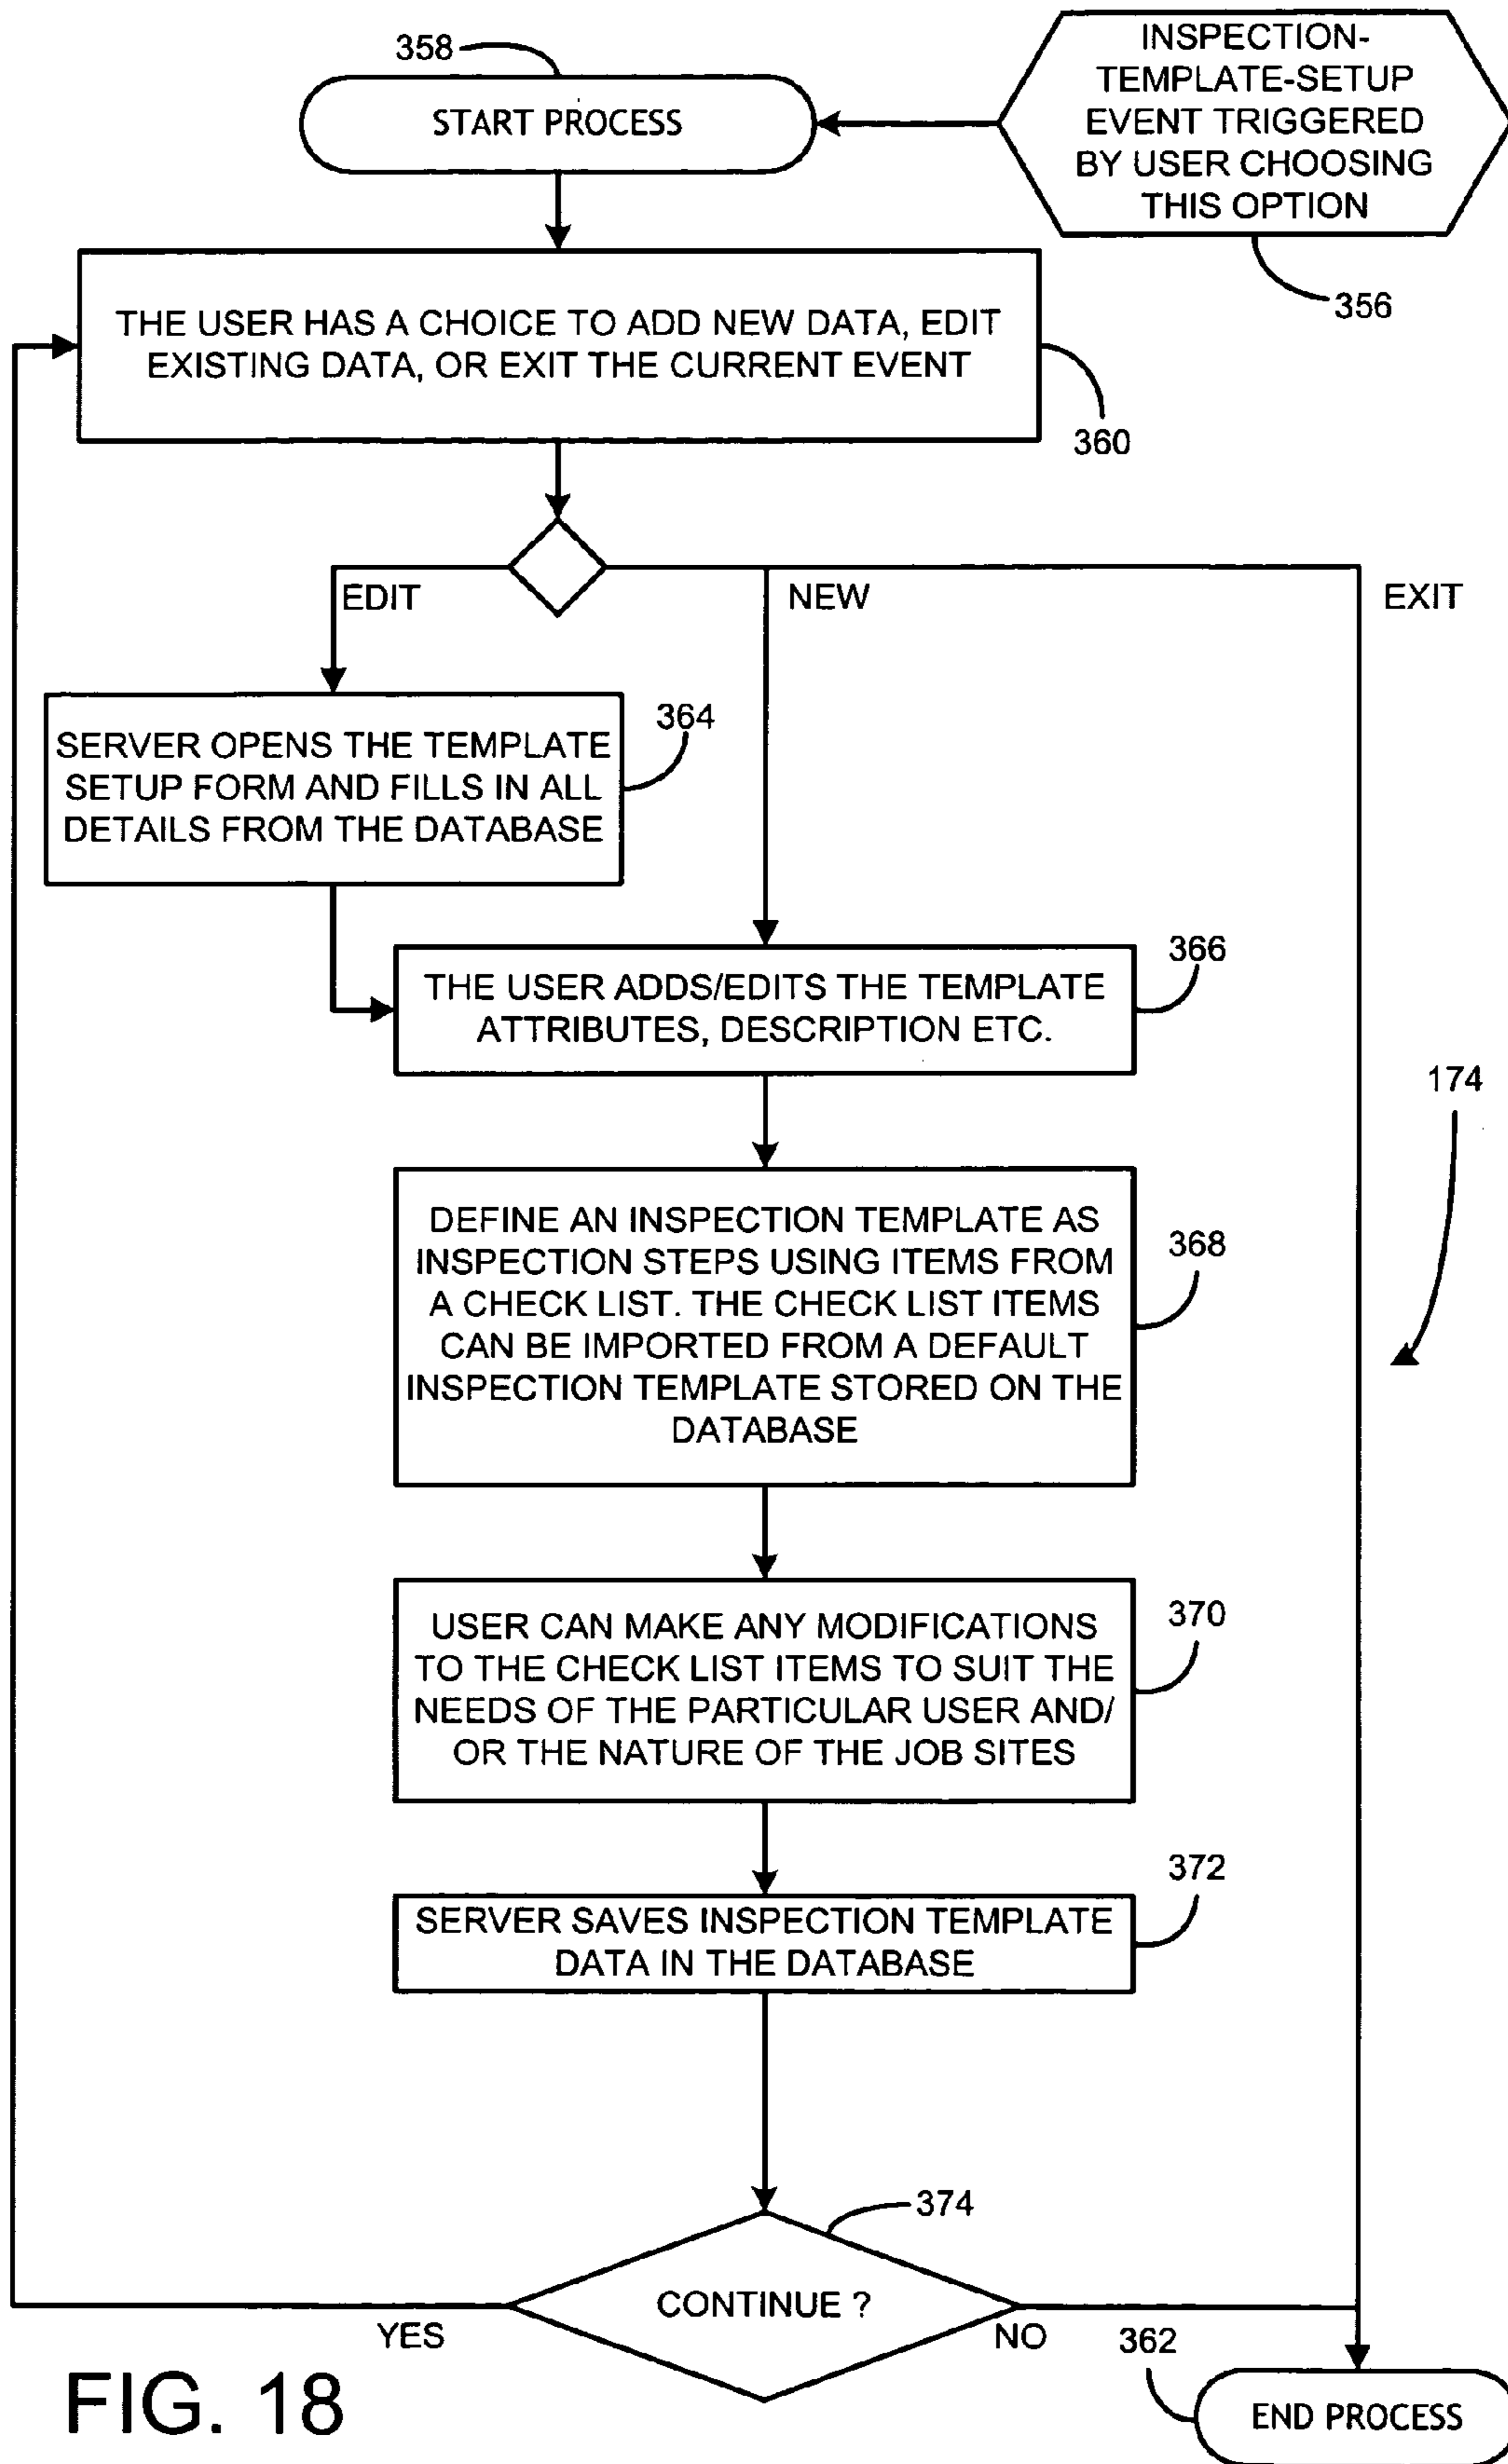 358
START PROCESS
INSPECTION-
TEMPLATE-SETUP
EVENT TRIGGERED
BY USER CHOOSING
THIS OPTION
356
THE USER HAS A CHOICE TO ADD NEW DATA, EDIT
EXISTING DATA, OR EXIT THE CURRENT EVENT
360
EDIT
NEW
EXIT
SERVER OPENS THE TEMPLATE
SETUP FORM AND FILLS IN ALL
DETAILS FROM THE DATABASE
364
THE USER ADDS/EDITS THE TEMPLATE
ATTRIBUTES, DESCRIPTION ETC.
366
174
DEFINE AN INSPECTION TEMPLATE AS
INSPECTION STEPS USING ITEMS FROM
A CHECK LIST. THE CHECK LIST ITEMS
CAN BE IMPORTED FROM A DEFAULT
INSPECTION TEMPLATE STORED ON THE
DATABASE
368
USER CAN MAKE ANY MODIFICATIONS
TO THE CHECK LIST ITEMS TO SUIT THE
NEEDS OF THE PARTICULAR USER AND/
OR THE NATURE OF THE JOB SITES
370
SERVER SAVES INSPECTION TEMPLATE
DATA IN THE DATABASE
372
374
CONTINUE ?
YES
NO
362
END PROCESS
FIG. 18